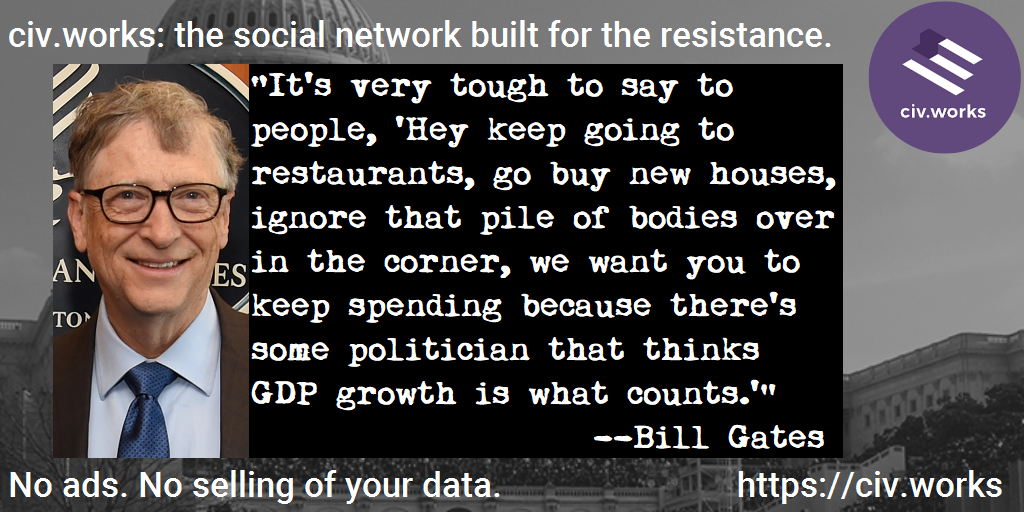 civ.works: the social network built for the resistance.
civ.works
"It's very tough to say to
people, 'Hey keep going to
restaurants, go buy new houses,
ignore that pile of bodies over
in the corner, we want you to
keep spending because there's
some politician that thinks
GDP growth is what counts.'"
--Bill Gates
AN ES
TON
No ads. No selling of your data.
https://civ.works